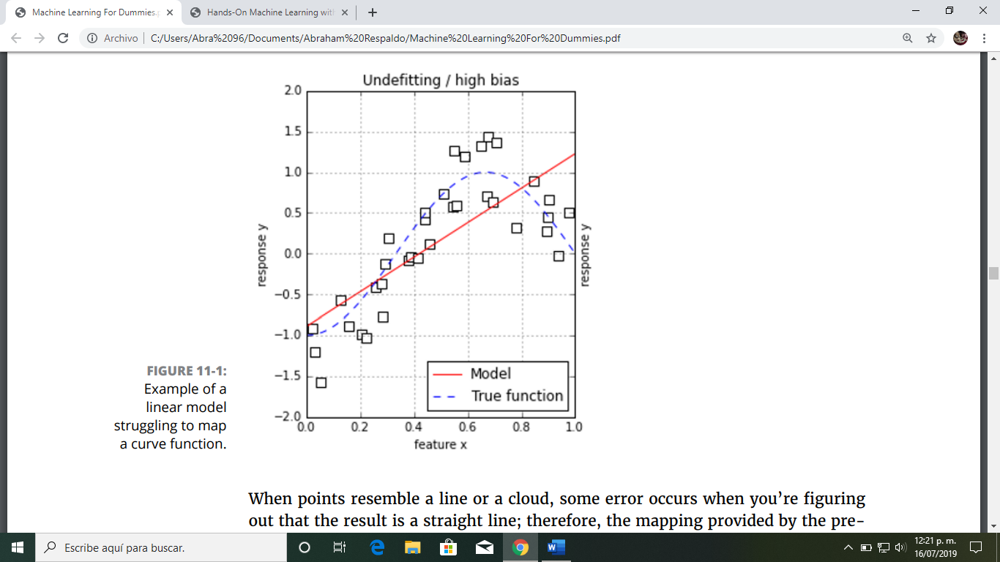 Machine Learning For Dummies.p
Hands-On Machine Learning with
Archivo
C:/Users/Abra%2096/Documents/Abraham%20Respaldo/Machine%20Learning%20For%20Dummies.pdf
Undefitting / high bias
2.0
1.5
1.0
0.5
0.0
−0.5
−1.0
−1.5
−2.0
response y
response y
Model
True function
0.0 0.2 0.4 0.6 0.8 1.0
feature x
FIGURE 11-1:
Example of a
linear model
struggling to map
a curve function.
When points resemble a line or a cloud, some error occurs when you’re figuring
out that the result is a straight line; therefore, the mapping provided by the pre-
Escribe aquí para buscar.
12:21 p. m.
16/07/2019